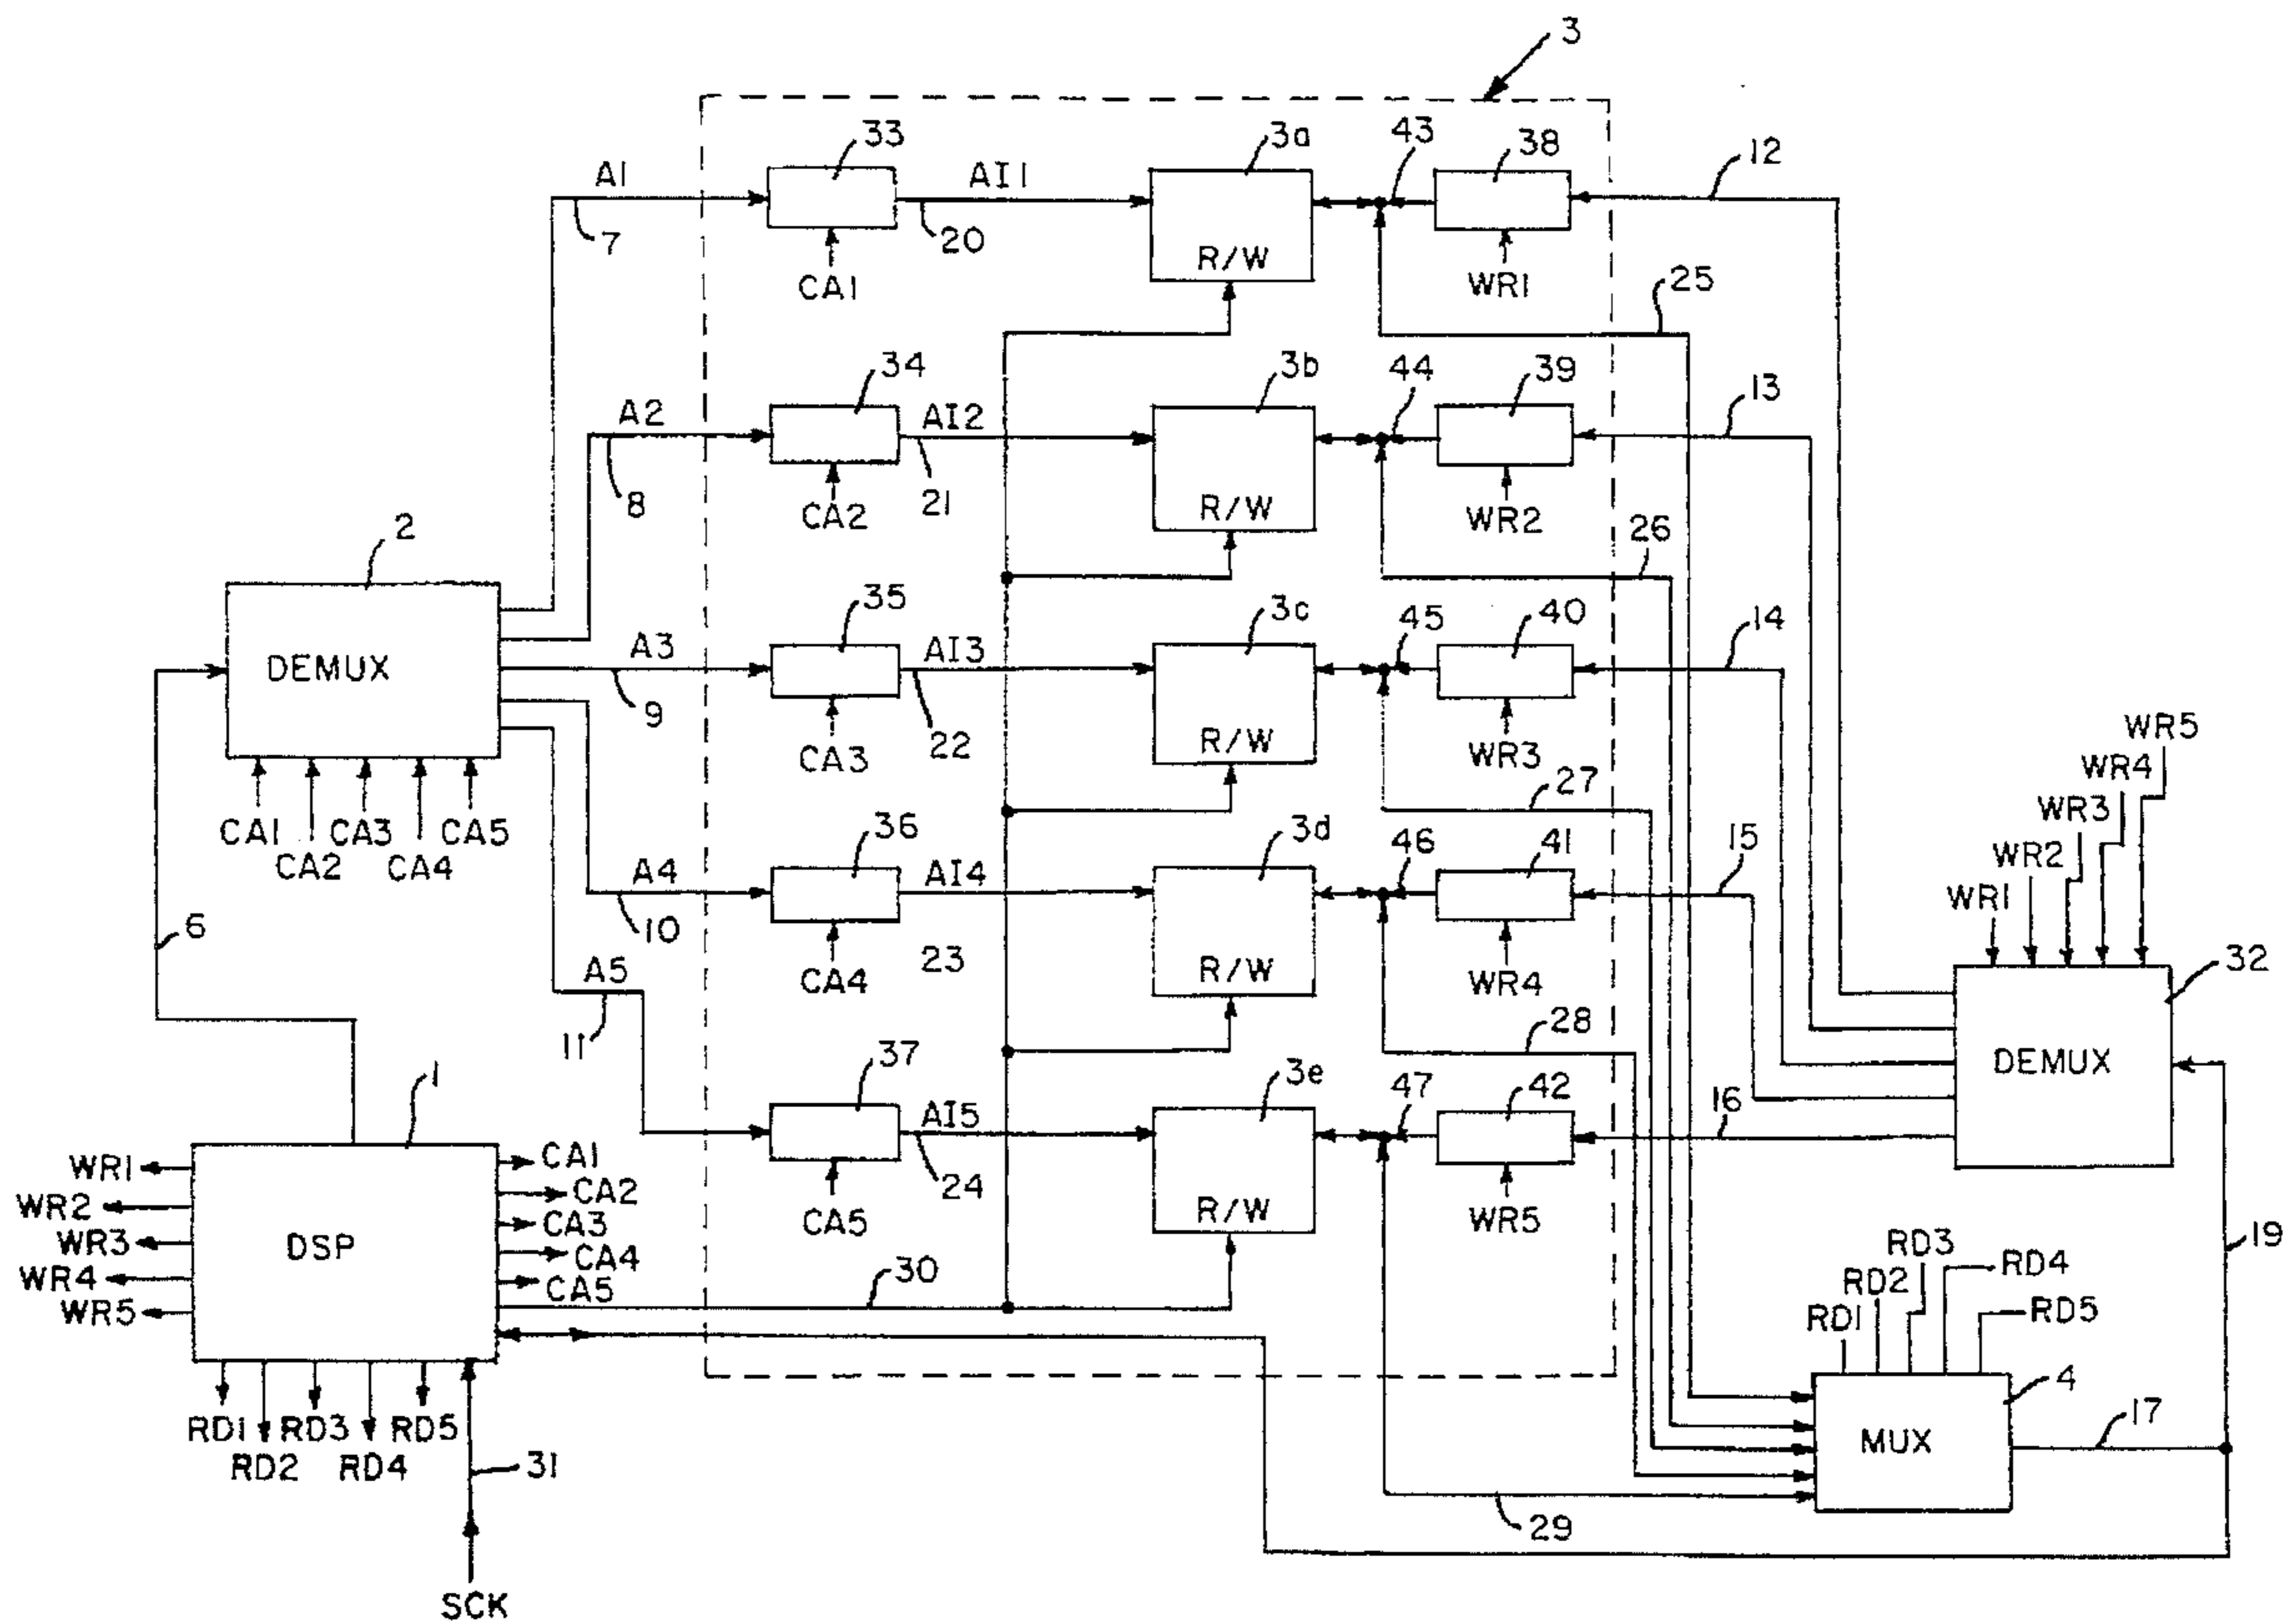 3
33
3a
43
38
12
A1
AI1
7
20
R/W
CA1
WR1
25
34
3b
44
39
13
A2
AI2
8
21
R/W
CA2
WR2
26
2
35
3c
45
40
14
A3
AI3
DEMUX
9
22
R/W
CA3
WR3
27
CA1
CA2
CA3
CA4
CA5
WR5
WR4
WR3
WR2
WR1
36
3d
46
41
15
A4
AI4
6
10
23
R/W
CA4
WR4
28
32
A5
11
DEMUX
1
37
3e
47
42
16
AI5
24
R/W
CA5
WR5
WR1
WR2
WR3
WR4
WR5
DSP
CA1
CA2
CA3
CA4
CA5
30
19
RD1
RD2
RD3
RD4
RD5
RD3
RD4
RD2
RD5
RD1
4
MUX
17
31
29
SCK